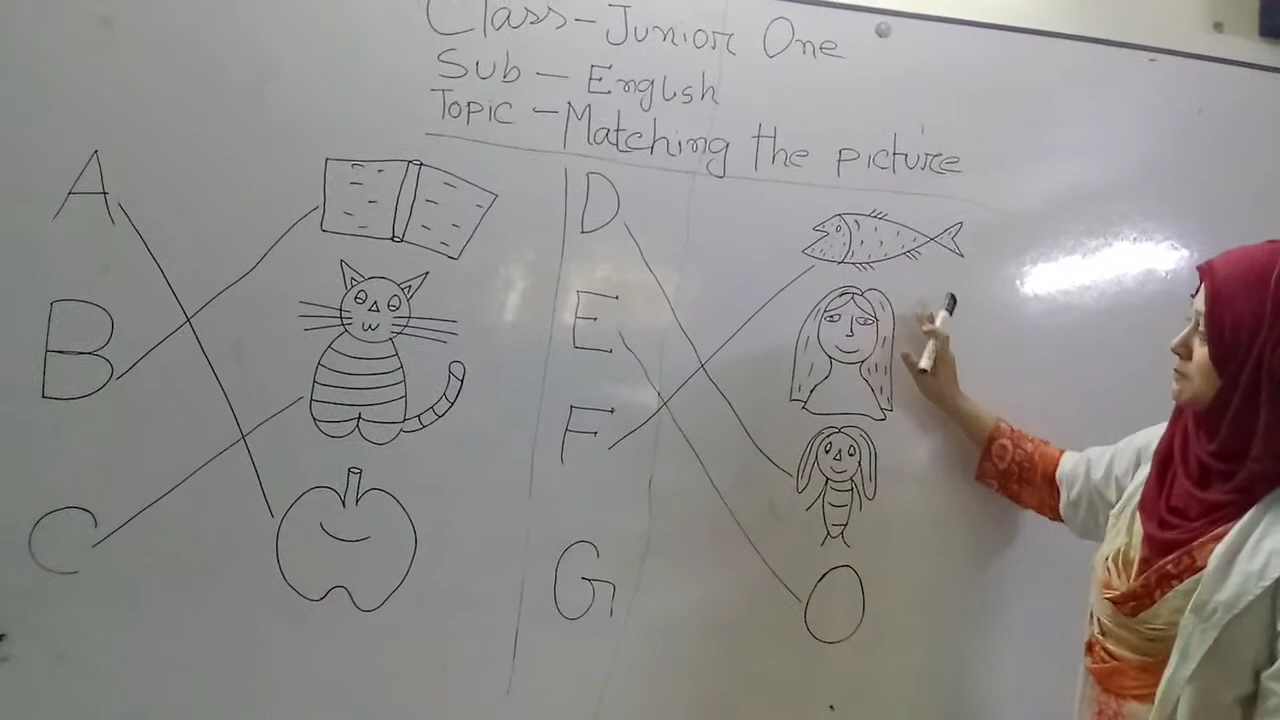 Class - Junior One
Sub - English
Topic - Matching the picture
A
B
C
D
E
F
G